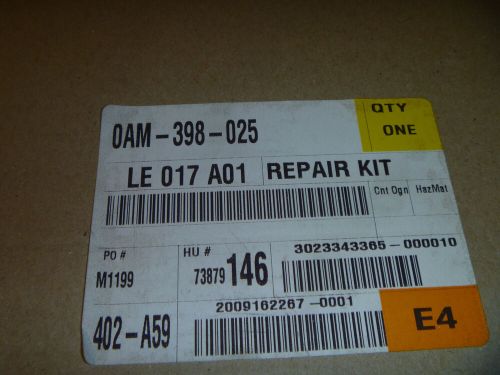 0AM-398-025
QTY
ONE
LE 017 A01 REPAIR KIT
Cnt Ogn HazMat
PO #
M1199
HU #
73879 146
3023343365-000010
402-A59
2009162267-0001
E4